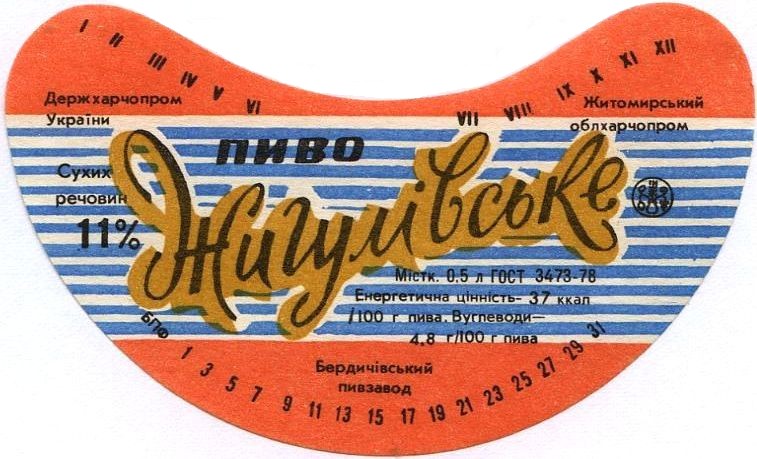 I II III IV V VI VII VIII IX X XI XII
Держхарчопром
України
Житомирський
облхарчопром
пиво
Жигулівське
Сухих
речовин
11%
Містк. 0,5 л ГОСТ 3473-78
Енергетична цінність- 37 ккал
/100 г пива. Вуглеводи—
4,8 г/100 г пива
БПФ 1 3 5 7 9 11 13 15 17 19 21 23 25 27 29 31
Бердичівський
пивзавод